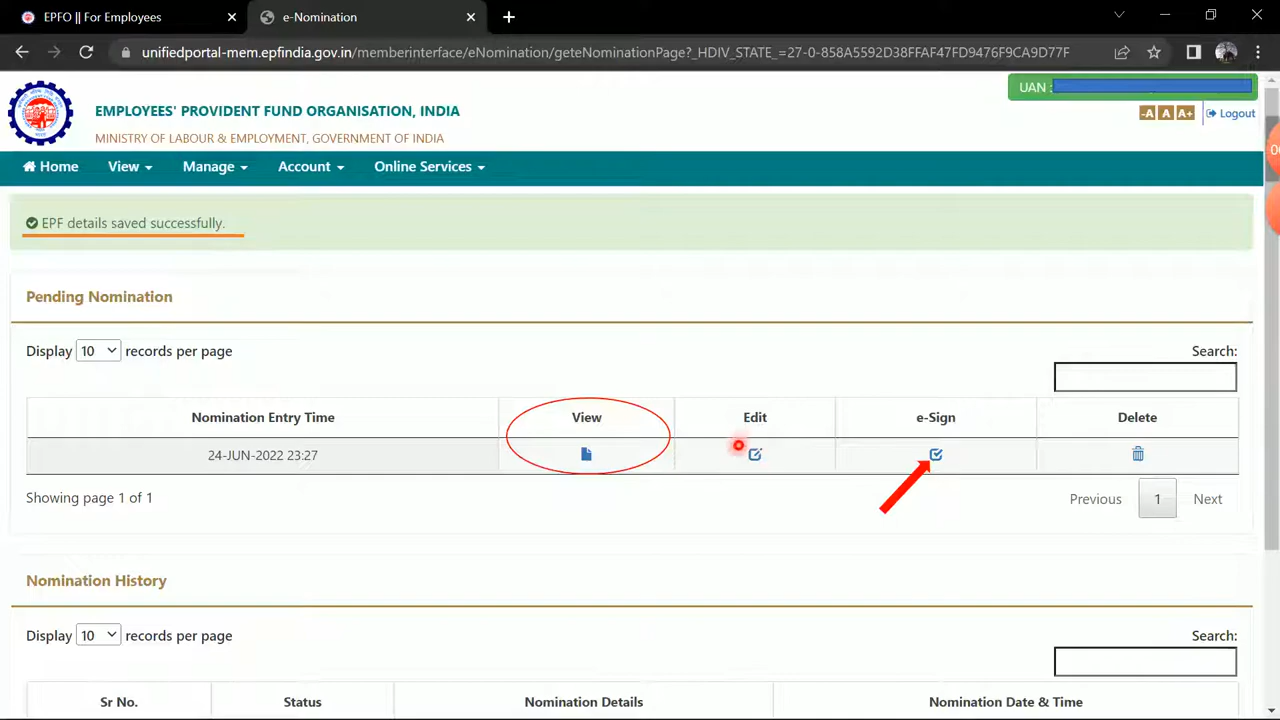 EPFO || For Employees
e-Nomination
unifiedportal-mem.epfindia.gov.in/memberinterface/eNomination/geteNominationPage?_HDIV_STATE_=27-0-858A5592D38FFAF47FD9476F9CA9D77F
UAN :
EMPLOYEES' PROVIDENT FUND ORGANISATION, INDIA
-A A A+ Logout
MINISTRY OF LABOUR & EMPLOYMENT, GOVERNMENT OF INDIA
Home View Manage Account Online Services
EPF details saved successfully.
Pending Nomination
Display 10 records per page
Search:
Nomination Entry Time View Edit e-Sign Delete
24-JUN-2022 23:27
Showing page 1 of 1
Previous 1 Next
Nomination History
Display 10 records per page
Search:
Sr No. Status Nomination Details Nomination Date & Time